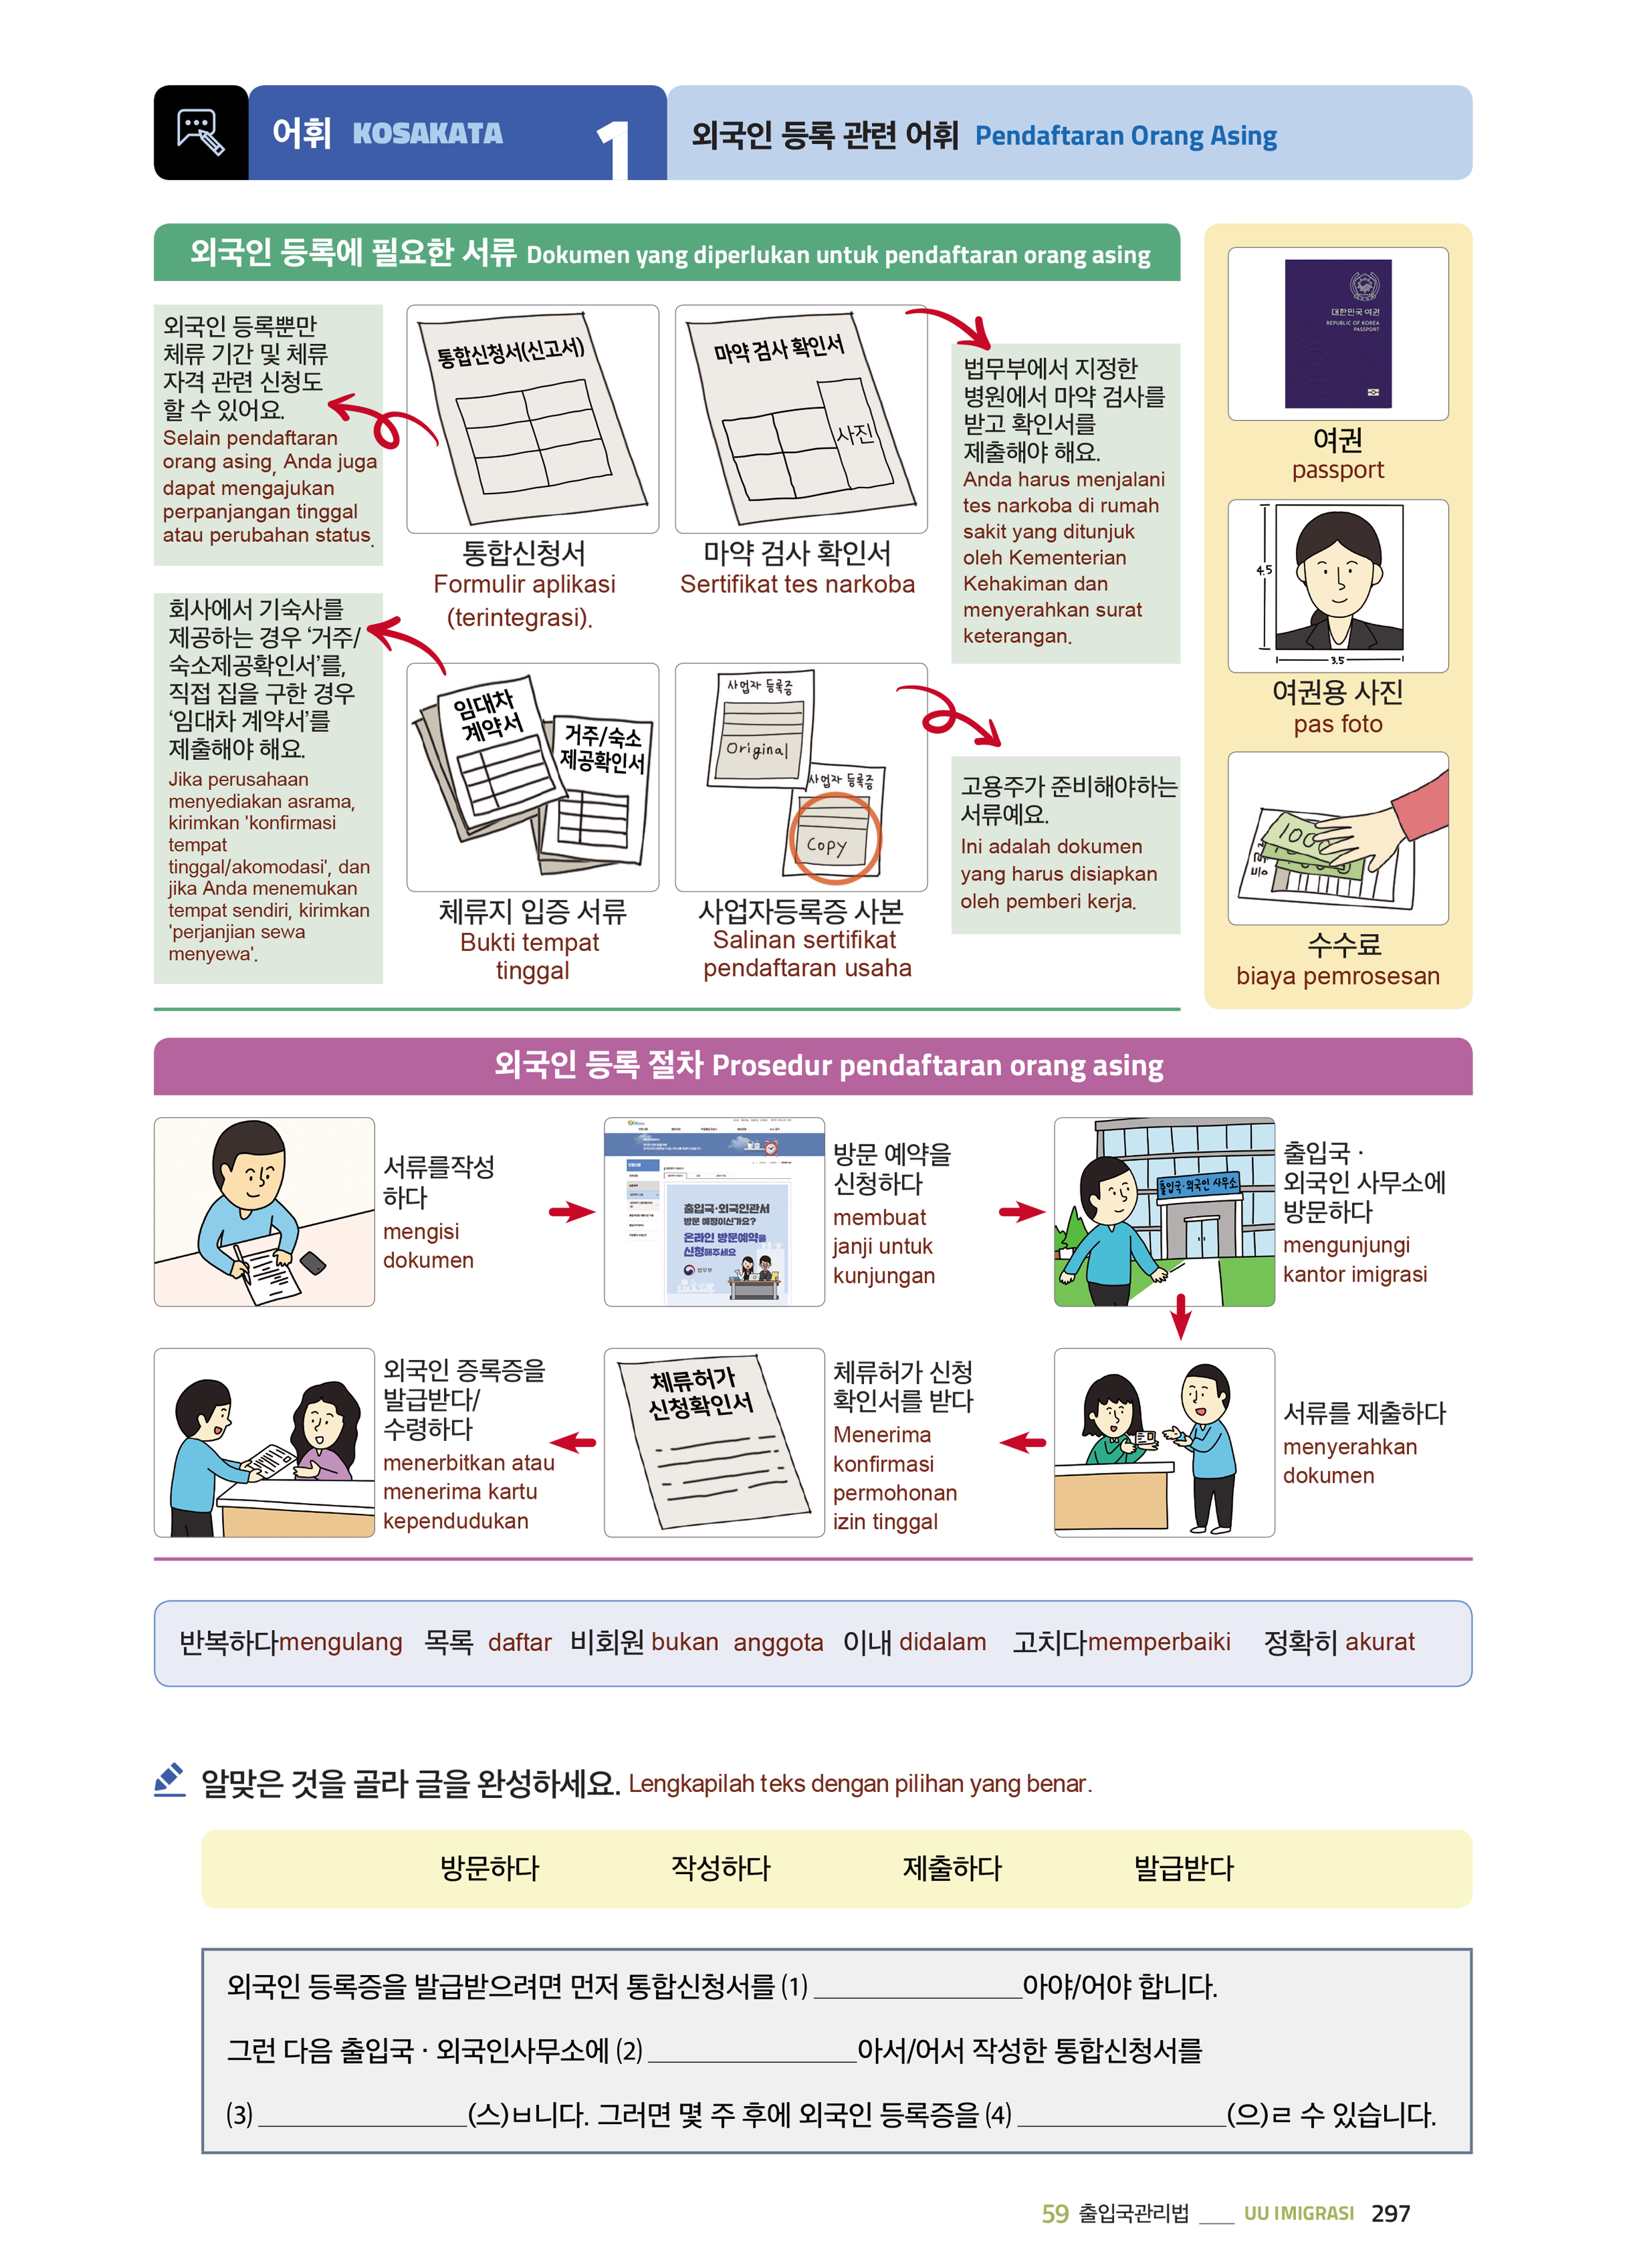 어휘 KOSAKATA 1 외국인 등록 관련 어휘 Pendaftaran Orang Asing
외국인 등록에 필요한 서류 Dokumen yang diperlukan untuk pendaftaran orang asing
외국인 등록뿐만
체류 기간 및 체류
자격 관련 신청도
할 수 있어요.
Selain pendaftaran
orang asing, Anda juga
dapat mengajukan
perpanjangan tinggal
atau perubahan status.
통합신청서(신고서)
통합신청서
Formulir aplikasi
(terintegrasi).
마약 검사 확인서
사진
마약 검사 확인서
Sertifikat tes narkoba
법무부에서 지정한
병원에서 마약 검사를
받고 확인서를
제출해야 해요.
Anda harus menjalani
tes narkoba di rumah
sakit yang ditunjuk
oleh Kementerian
Kehakiman dan
menyerahkan surat
keterangan.
회사에서 기숙사를
제공하는 경우 ‘거주/
숙소제공확인서’를,
직접 집을 구한 경우
‘임대차 계약서’를
제출해야 해요.
Jika perusahaan
menyediakan asrama,
kirimkan 'konfirmasi
tempat
tinggal/akomodasi', dan
jika Anda menemukan
tempat sendiri, kirimkan
'perjanjian sewa
menyewa'.
임대차
계약서
거주/숙소
제공확인서
체류지 입증 서류
Bukti tempat
tinggal
사업자 등록증
Original
사업자 등록증
Copy
사업자등록증 사본
Salinan sertifikat
pendaftaran usaha
고용주가 준비해야하는
서류예요.
Ini adalah dokumen
yang harus disiapkan
oleh pemberi kerja.
대한민국 여권
REPUBLIC OF KOREA
PASSPORT
여권
passport
4.5
3.5
여권용 사진
pas foto
수수료
biaya pemrosesan
외국인 등록 절차 Prosedur pendaftaran orang asing
서류를작성
하다
mengisi
dokumen
출입국·외국인관서
방문 예정이신가요?
온라인 방문예약을
신청해주세요
법무부
방문 예약을
신청하다
membuat
janji untuk
kunjungan
출입국·외국인 사무소
출입국 ·
외국인 사무소에
방문하다
mengunjungi
kantor imigrasi
외국인 증록증을
발급받다/
수령하다
menerbitkan atau
menerima kartu
kependudukan
체류허가
신청확인서
체류허가 신청
확인서를 받다
Menerima
konfirmasi
permohonan
izin tinggal
서류를 제출하다
menyerahkan
dokumen
반복하다mengulang 목록 daftar 비회원 bukan anggota 이내 didalam 고치다memperbaiki 정확히 akurat
알맞은 것을 골라 글을 완성하세요. Lengkapilah teks dengan pilihan yang benar.
방문하다 작성하다 제출하다 발급받다
외국인 등록증을 발급받으려면 먼저 통합신청서를 (1) ______________아야/어야 합니다.
그런 다음 출입국 · 외국인사무소에 (2) ______________아서/어서 작성한 통합신청서를
(3) ______________(스)ㅂ니다. 그러면 몇 주 후에 외국인 등록증을 (4) ______________(으)ㄹ 수 있습니다.
59 출입국관리법 ___ UU IMIGRASI 297